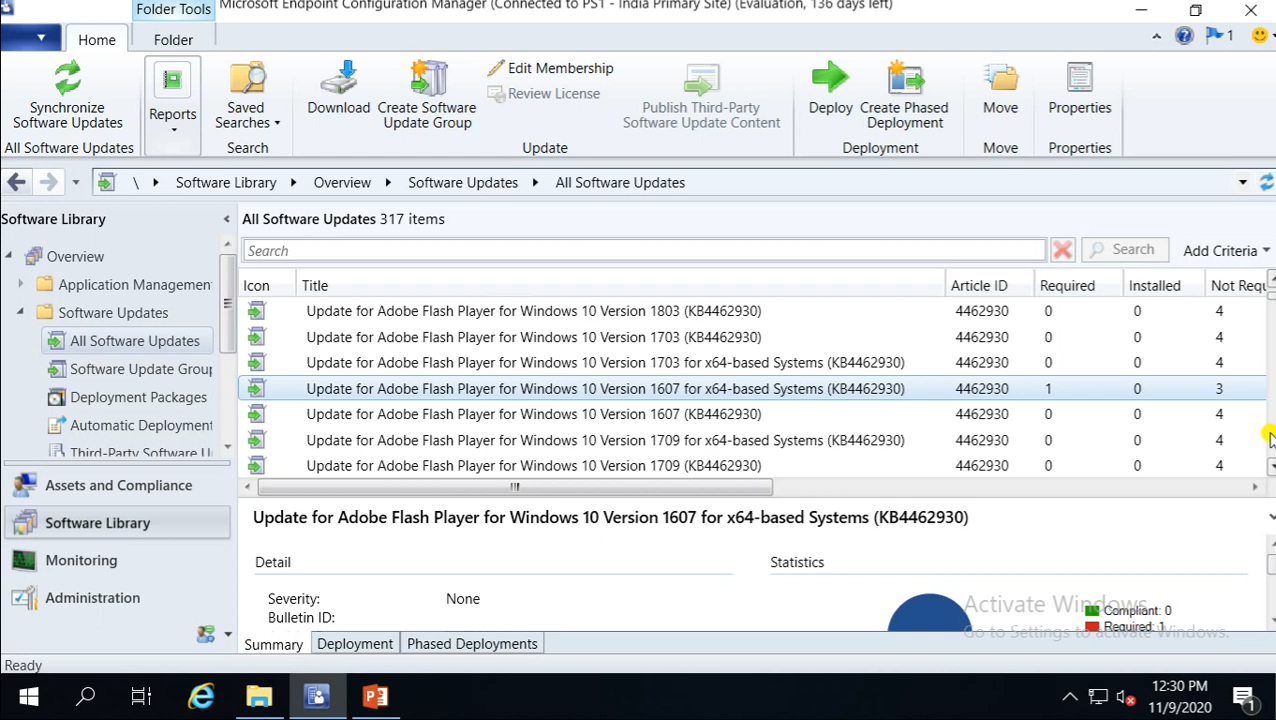 Folder Tools
Microsoft Endpoint Configuration Manager (Connected to PS1 - India Primary Site) (Evaluation, 136 days left)
Home
Folder
1
Synchronize
Software Updates
Reports
Saved
Searches
Download
Create Software
Update Group
Edit Membership
Review License
Publish Third-Party
Software Update Content
Deploy
Create Phased
Deployment
Move
Properties
All Software Updates
Search
Update
Deployment
Move
Properties
\ Software Library Overview Software Updates All Software Updates
Software Library
All Software Updates 317 items
Search
Search
Add Criteria
Overview
Application Managemen
Software Updates
All Software Updates
Software Update Group
Deployment Packages
Automatic Deployment
Third-Party Software U
Assets and Compliance
Software Library
Monitoring
Administration
Icon Title Article ID Required Installed Not Requ
Update for Adobe Flash Player for Windows 10 Version 1803 (KB4462930) 4462930 0 0 4
Update for Adobe Flash Player for Windows 10 Version 1703 (KB4462930) 4462930 0 0 4
Update for Adobe Flash Player for Windows 10 Version 1703 for x64-based Systems (KB4462930) 4462930 0 0 4
Update for Adobe Flash Player for Windows 10 Version 1607 for x64-based Systems (KB4462930) 4462930 1 0 3
Update for Adobe Flash Player for Windows 10 Version 1607 (KB4462930) 4462930 0 0 4
Update for Adobe Flash Player for Windows 10 Version 1709 for x64-based Systems (KB4462930) 4462930 0 0 4
Update for Adobe Flash Player for Windows 10 Version 1709 (KB4462930) 4462930 0 0 4
Update for Adobe Flash Player for Windows 10 Version 1607 for x64-based Systems (KB4462930)
Detail
Statistics
Severity: None
Bulletin ID:
Compliant: 0
Required: 1
Activate Windows
Go to Settings to activate Windows.
Summary Deployment Phased Deployments
Ready
12:30 PM
11/9/2020
1